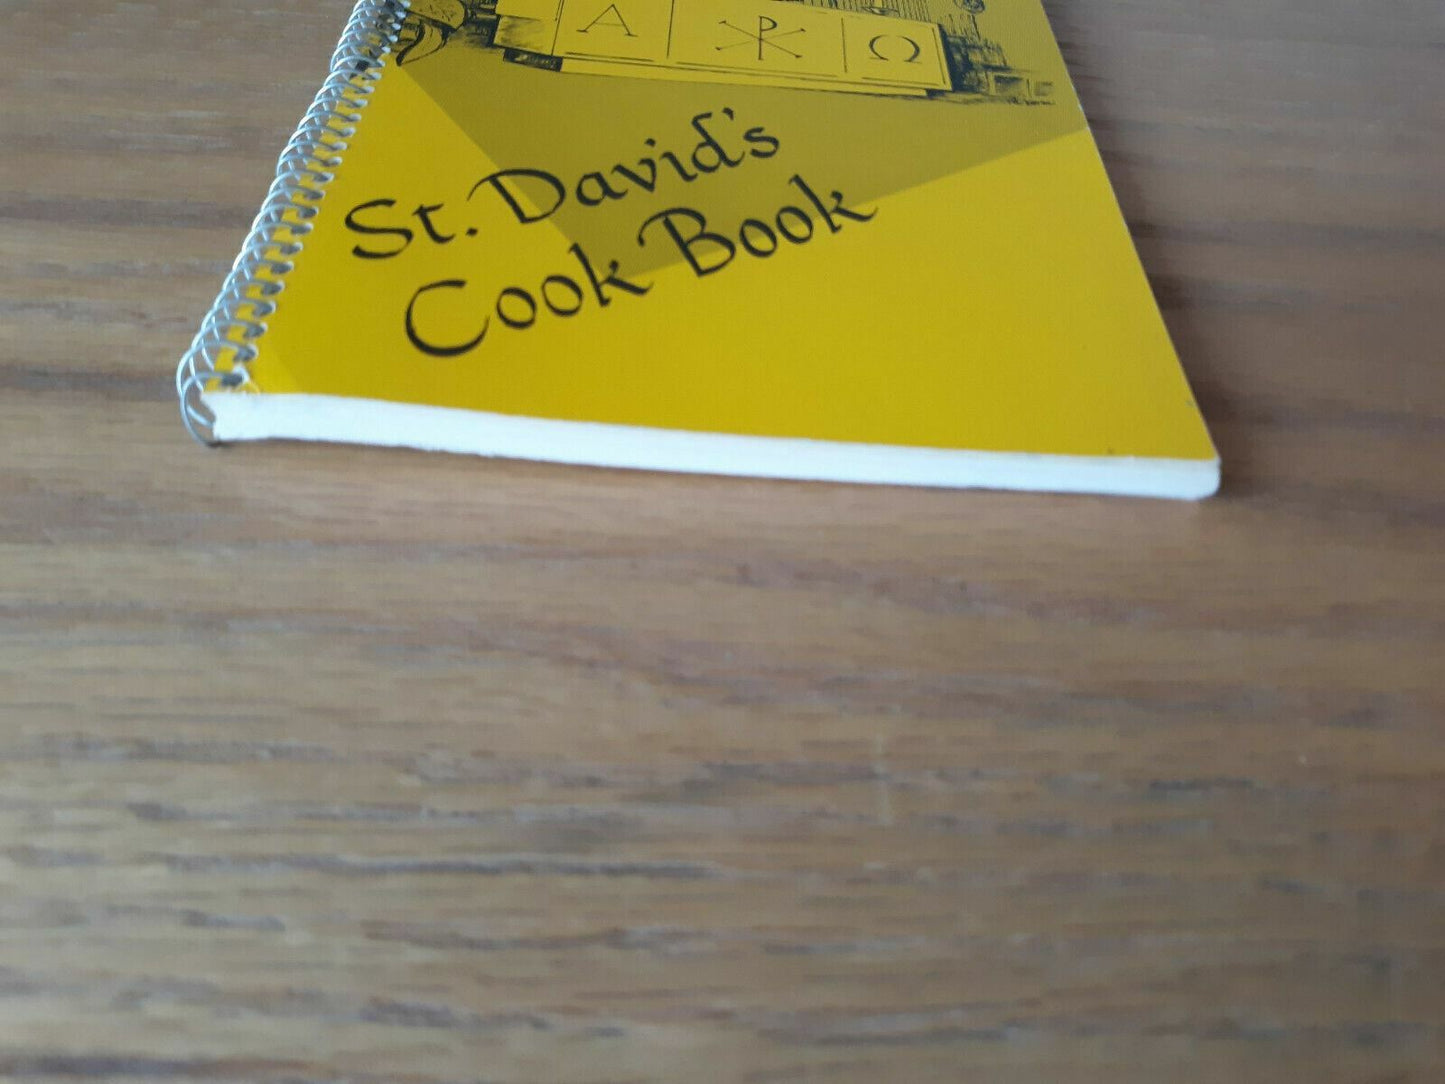 Α ☧ Ω
St. David's
Cook Book